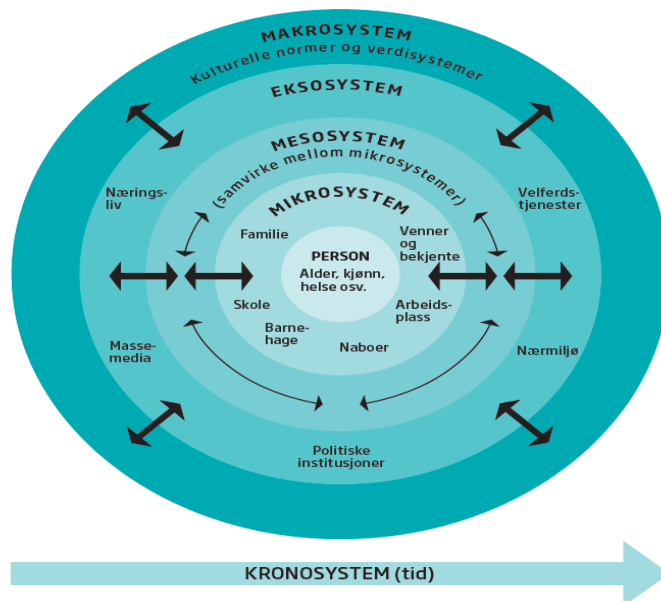 MAKROSYSTEM
Kulturelle normer og verdisystemer
EKSOSYSTEM
MESOSYSTEM
(samvirke mellom mikrosystemer)
MIKROSYSTEM
Nærings-
liv
Velferds-
tjenester
Familie
Venner
og
bekjente
PERSON
Alder, kjønn,
helse osv.
Skole
Arbeids-
plass
Barne-
hage
Naboer
Masse-
media
Nærmiljø
Politiske
institusjoner
KRONOSYSTEM (tid)